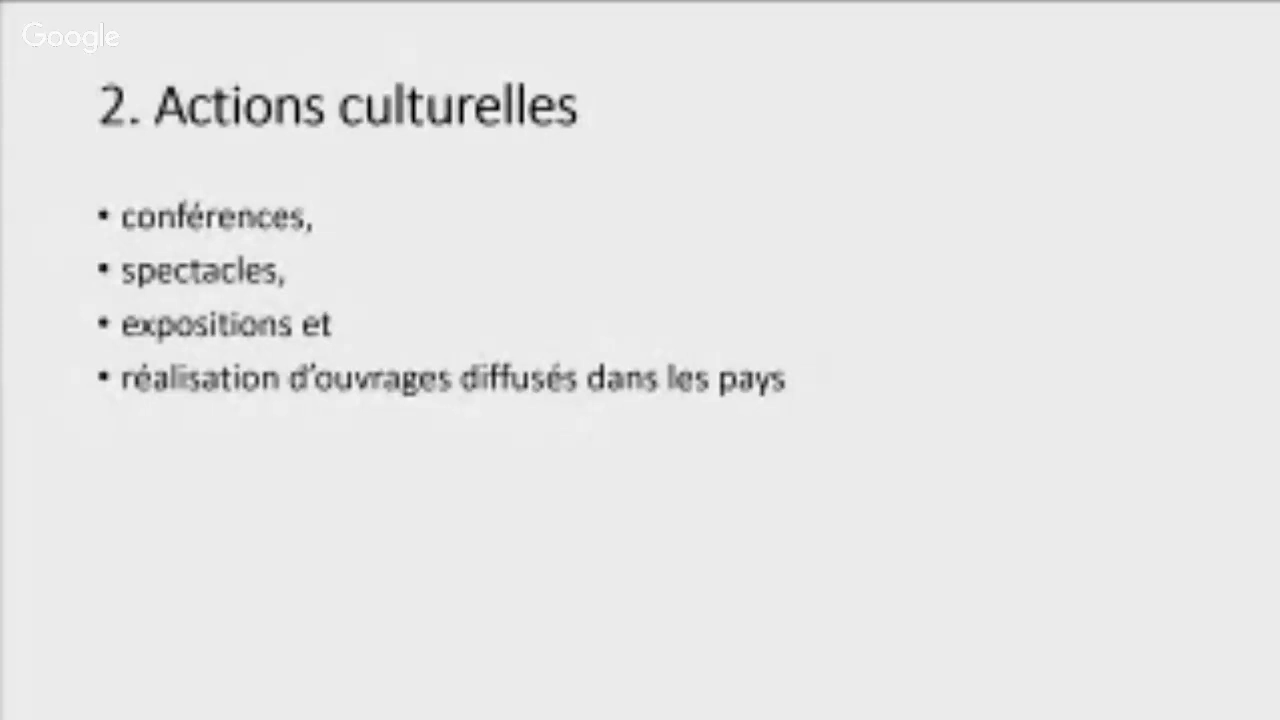 Google
2. Actions culturelles
• conférences,
• spectacles,
• expositions et
• réalisation d'ouvrages diffusés dans les pays